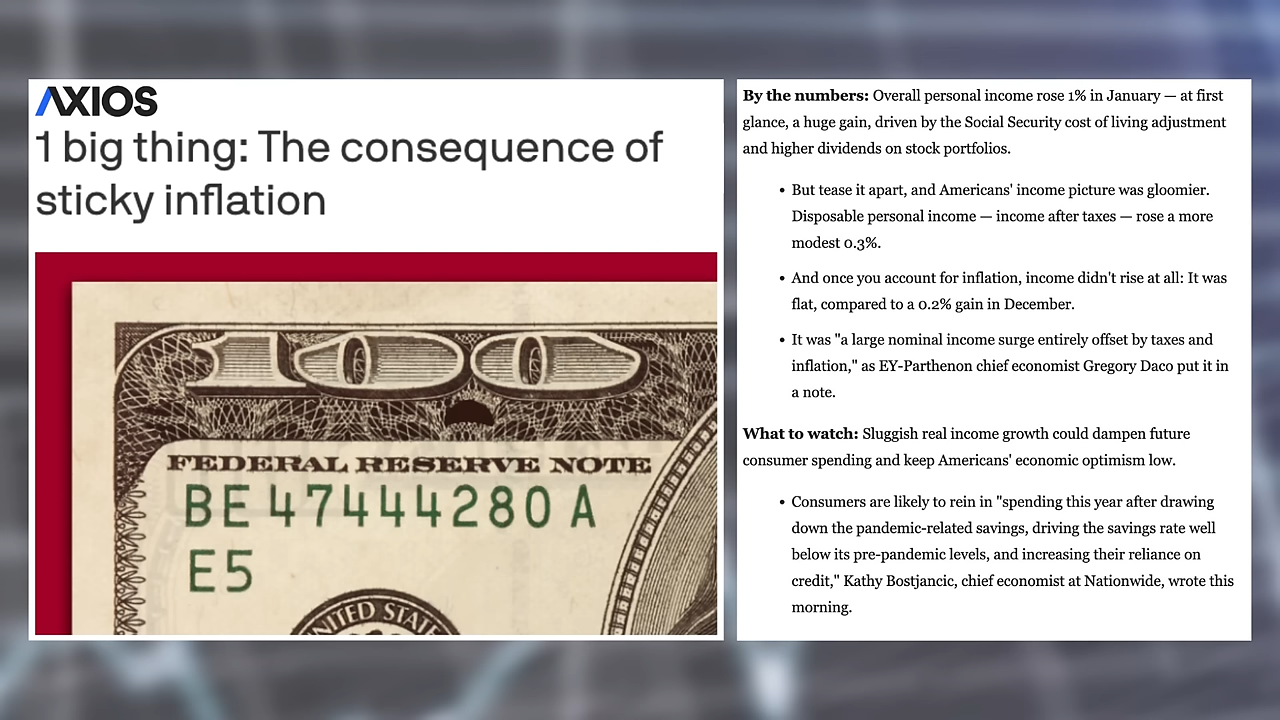 AXIOS
1 big thing: The consequence of
sticky inflation
100
FEDERAL RESERVE NOTE
BE 47444280 A
E5
UNITED STATE
By the numbers: Overall personal income rose 1% in January — at first
glance, a huge gain, driven by the Social Security cost of living adjustment
and higher dividends on stock portfolios.
• But tease it apart, and Americans' income picture was gloomier.
Disposable personal income — income after taxes — rose a more
modest 0.3%.
• And once you account for inflation, income didn't rise at all: It was
flat, compared to a 0.2% gain in December.
• It was "a large nominal income surge entirely offset by taxes and
inflation," as EY-Parthenon chief economist Gregory Daco put it in
a note.
What to watch: Sluggish real income growth could dampen future
consumer spending and keep Americans' economic optimism low.
• Consumers are likely to rein in "spending this year after drawing
down the pandemic-related savings, driving the savings rate well
below its pre-pandemic levels, and increasing their reliance on
credit," Kathy Bostjancic, chief economist at Nationwide, wrote this
morning.